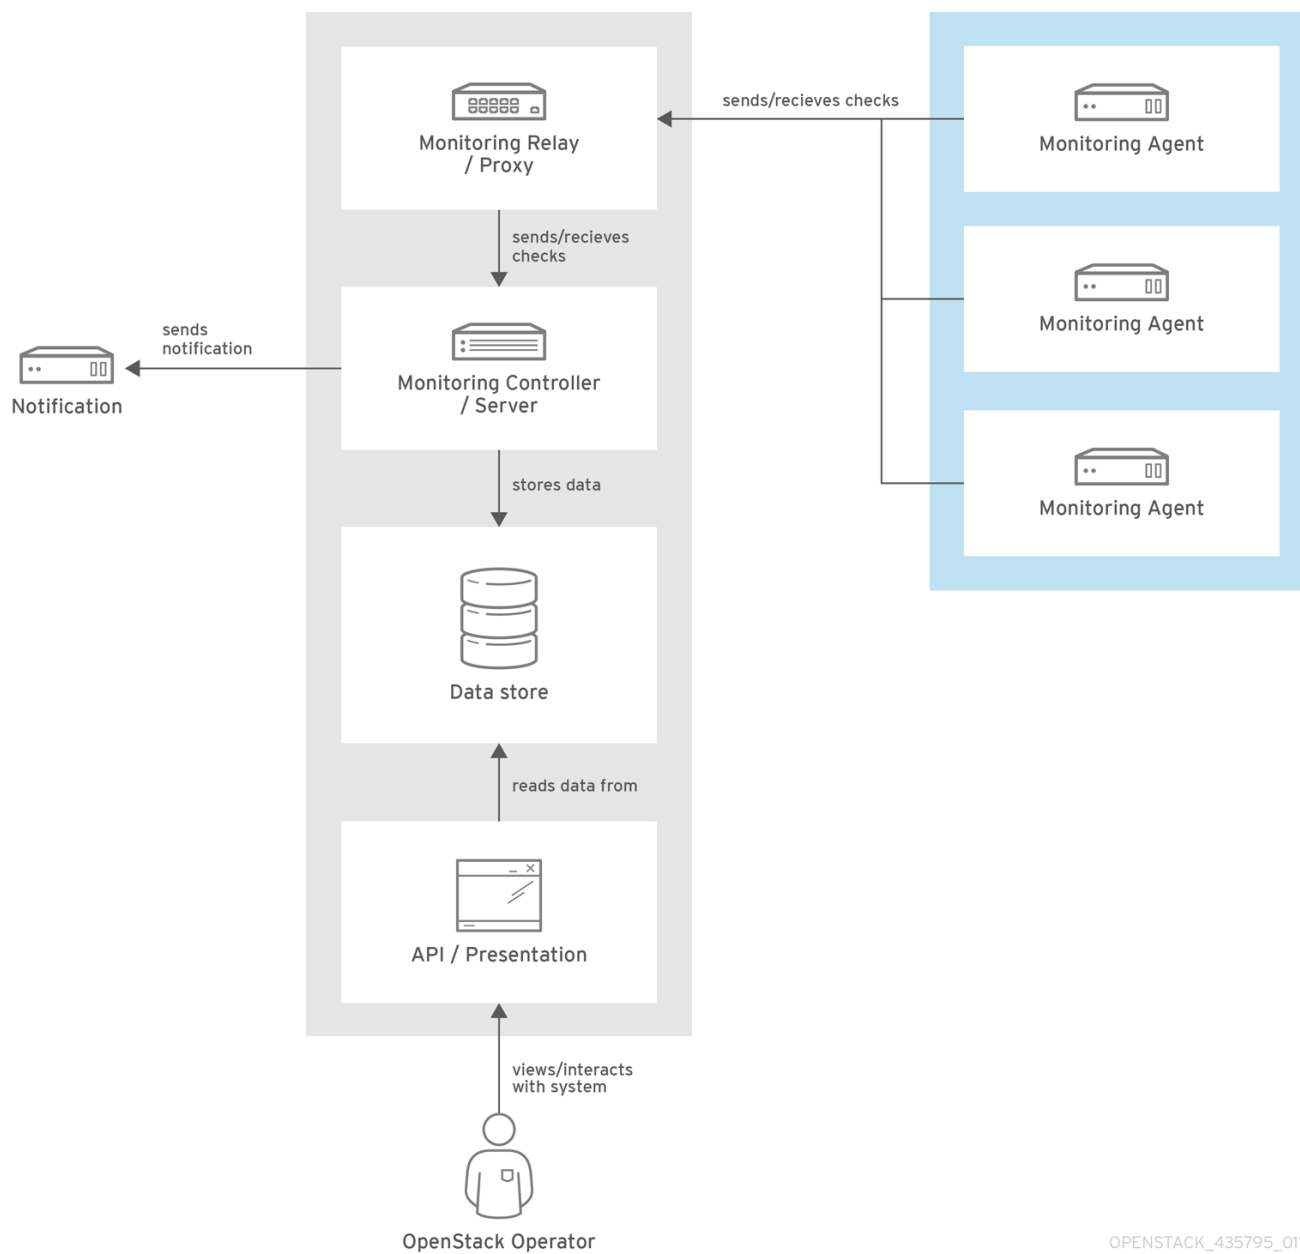 sends/recieves checks
Monitoring Relay
/ Proxy
Monitoring Agent
sends/recieves
checks
Monitoring Agent
sends
notification
Notification
Monitoring Controller
/ Server
Monitoring Agent
stores data
Data store
reads data from
API / Presentation
views/interacts
with system
OpenStack Operator